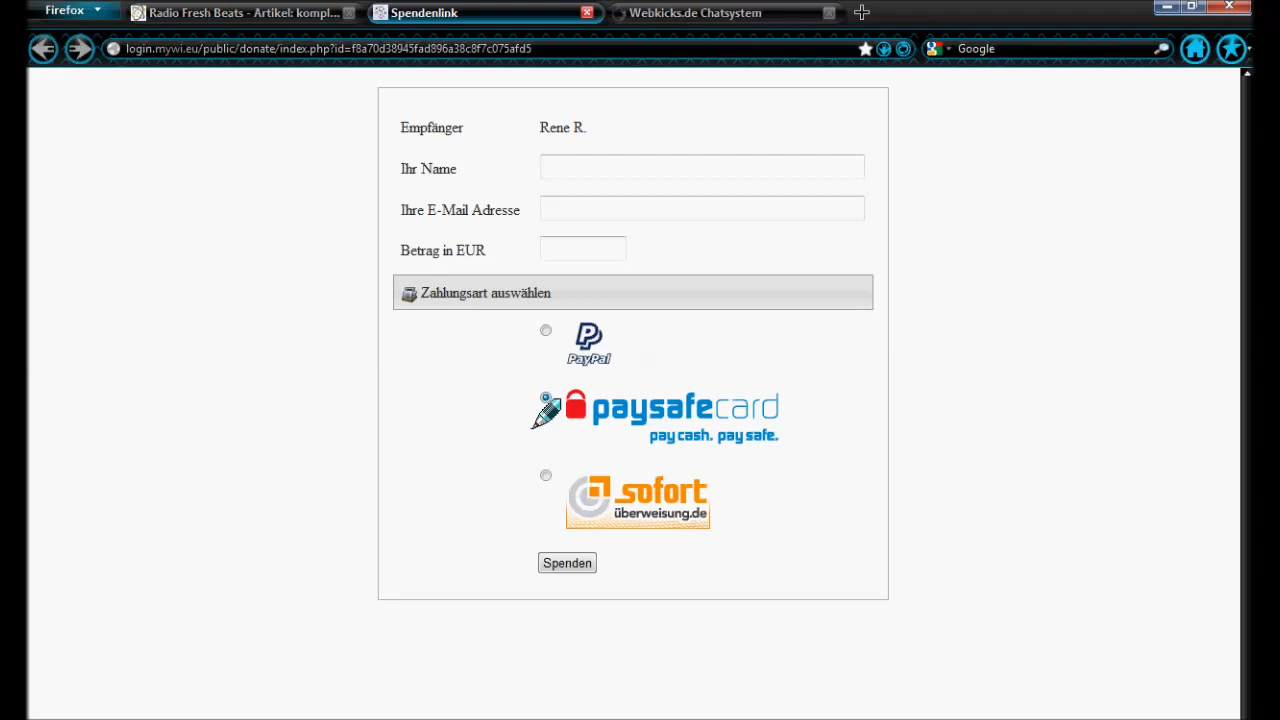 Firefox
Radio Fresh Beats - Artikel: kompl...
Spendenlink
Webkicks.de Chatsystem
login.mywi.eu/public/donate/index.php?id=f8a70d38945fad896a38c8f7c075afd5
Google
Empfänger Rene R.
Ihr Name
Ihre E-Mail Adresse
Betrag in EUR
Zahlungsart auswählen
PayPal
paysafecard
pay cash. pay safe.
sofort
überweisung.de
Spenden